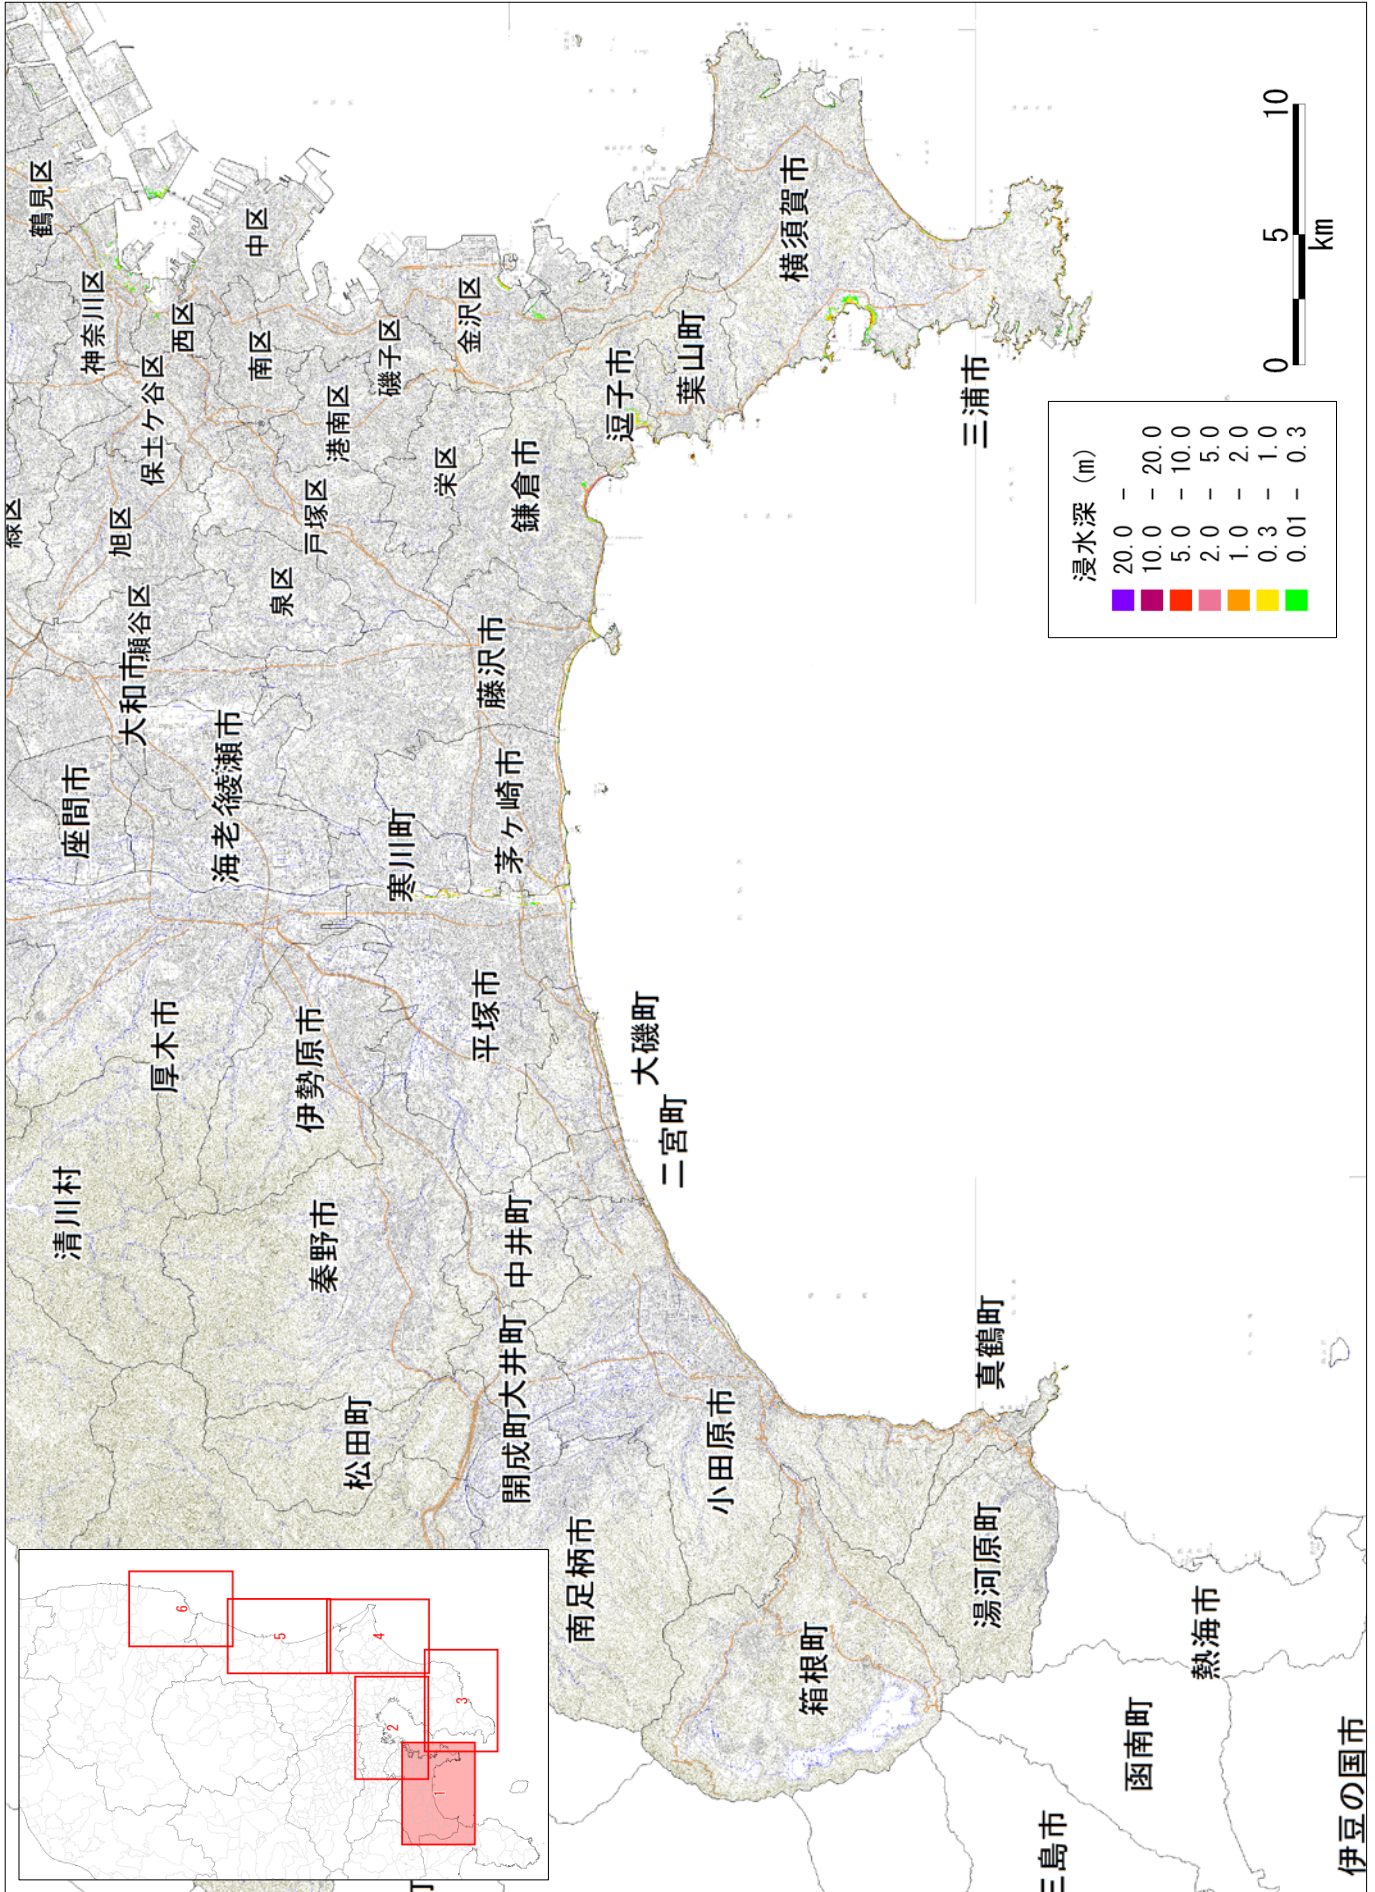 鶴見区
神奈川区
西区
中区
保土ケ谷区
南区
緑区
旭区
港南区
磯子区
金沢区
戸塚区
栄区
泉区
瀬谷区
大和市
座間市
海老名
綾瀬市
藤沢市
鎌倉市
逗子市
葉山町
横須賀市
三浦市
寒川町
茅ヶ崎市
厚木市
伊勢原市
平塚市
大磯町
二宮町
清川村
秦野市
中井町
大井町
開成町
松田町
小田原市
南足柄市
真鶴町
湯河原町
箱根町
熱海市
函南町
三島市
伊豆の国市
町
浸水深 (m)
20.0 -
10.0 - 20.0
5.0 - 10.0
2.0 - 5.0
1.0 - 2.0
0.3 - 1.0
0.01 - 0.3
0 5 10
km
1
2
3
4
5
6